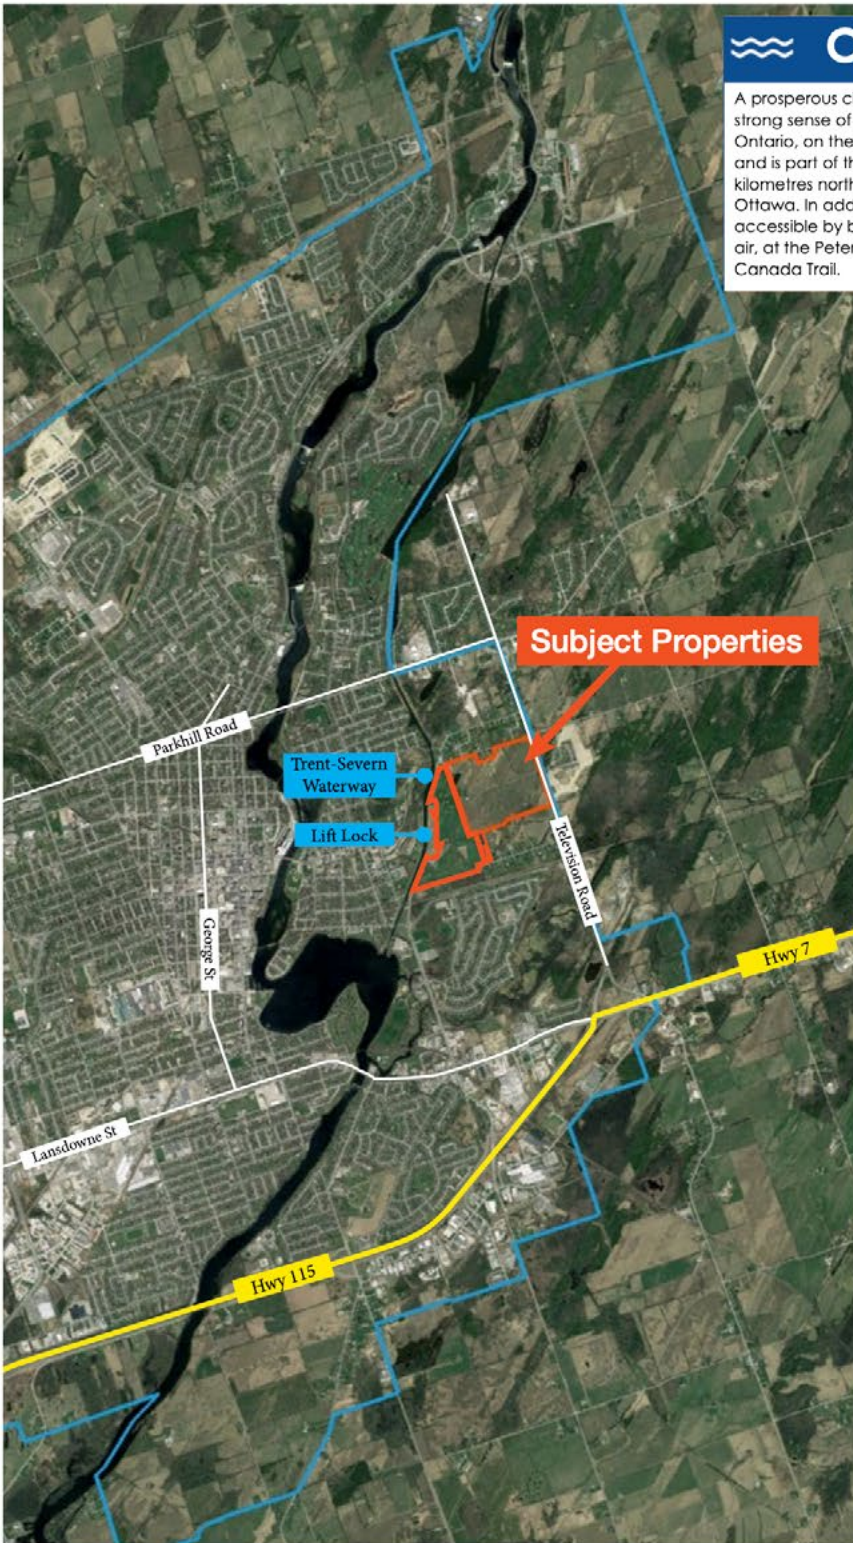 A prosperous
strong sense of
Ontario, on the
and is part of th
kilometres north
Ottawa. In add
accessible by b
air, at the Peter
Canada Trail.
Subject Properties
Parkhill Road
Trent-Severn
Waterway
Lift Lock
Television Road
George St
Hwy 7
Lansdowne St
Hwy 115